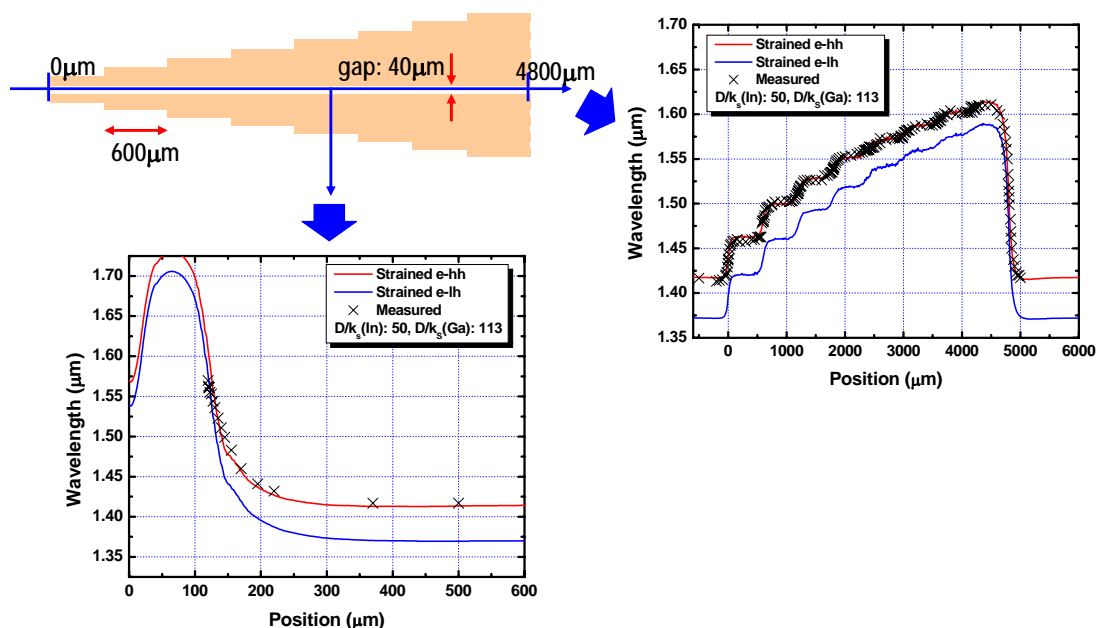 0μm
gap: 40μm
4800μm
600μm
Strained e-hh
Strained e-lh
Measured
D/ks(In): 50, D/ks(Ga): 113
1.70
1.65
1.60
1.55
1.50
1.45
1.40
1.35
0
1000
2000
3000
4000
5000
6000
Wavelength (μm)
Position (μm)
Strained e-hh
Strained e-lh
Measured
D/ks(In): 50, D/kS(Ga): 113
1.70
1.65
1.60
1.55
1.50
1.45
1.40
1.35
0
100
200
300
400
500
600
Wavelength (μm)
Position (μm)